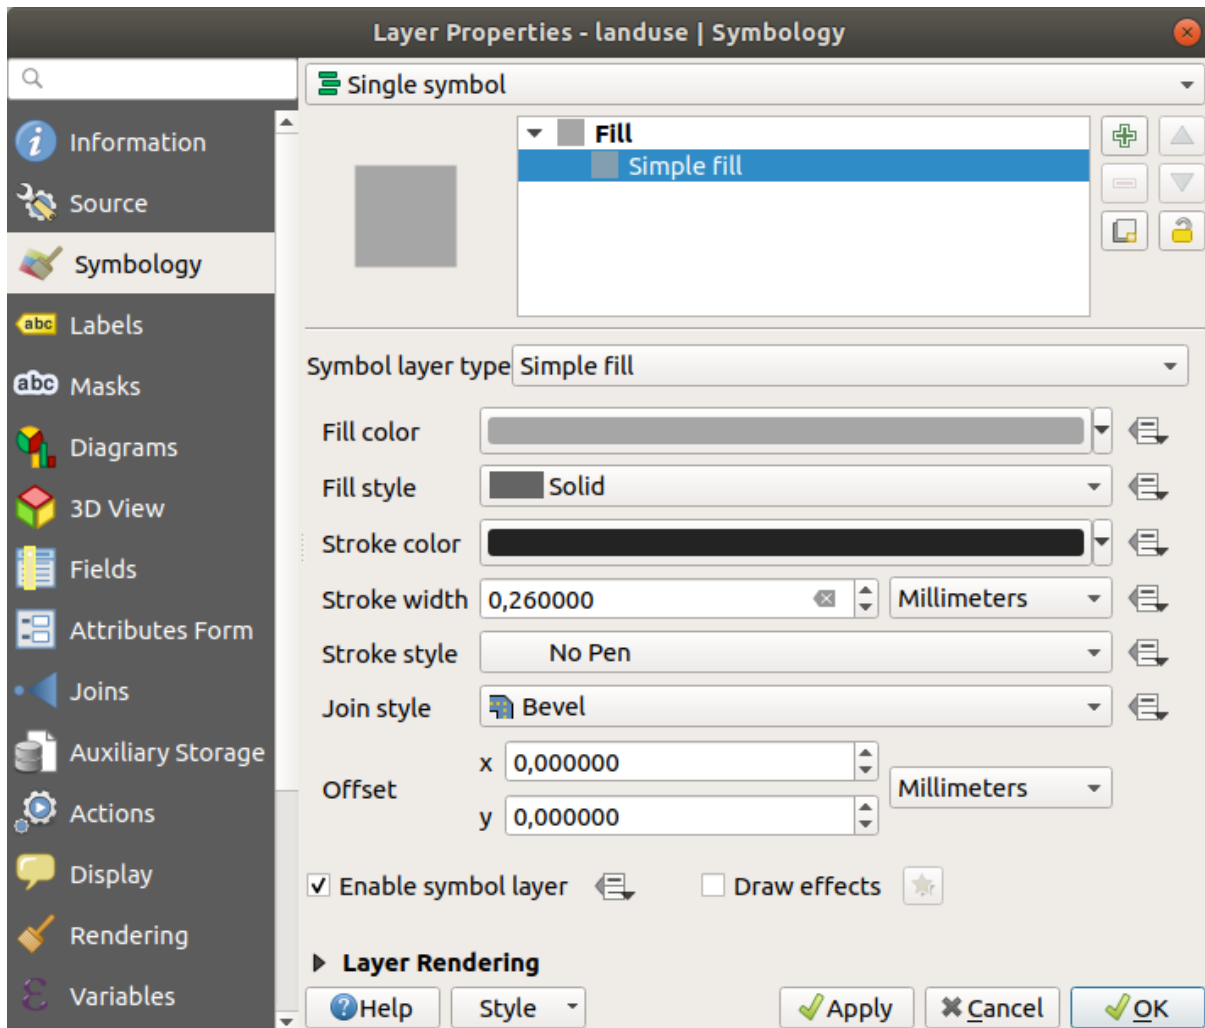 Layer Properties - landuse | Symbology
Single symbol
Information
Source
Symbology
Labels
Masks
Diagrams
3D View
Fields
Attributes Form
Joins
Auxiliary Storage
Actions
Display
Rendering
Variables
Fill
Simple fill
Symbol layer type Simple fill
Fill color
Fill style Solid
Stroke color
Stroke width 0,260000 Millimeters
Stroke style No Pen
Join style Bevel
Offset x 0,000000 Millimeters
y 0,000000
Enable symbol layer Draw effects
Layer Rendering
Help Style Apply Cancel OK
abc
abc